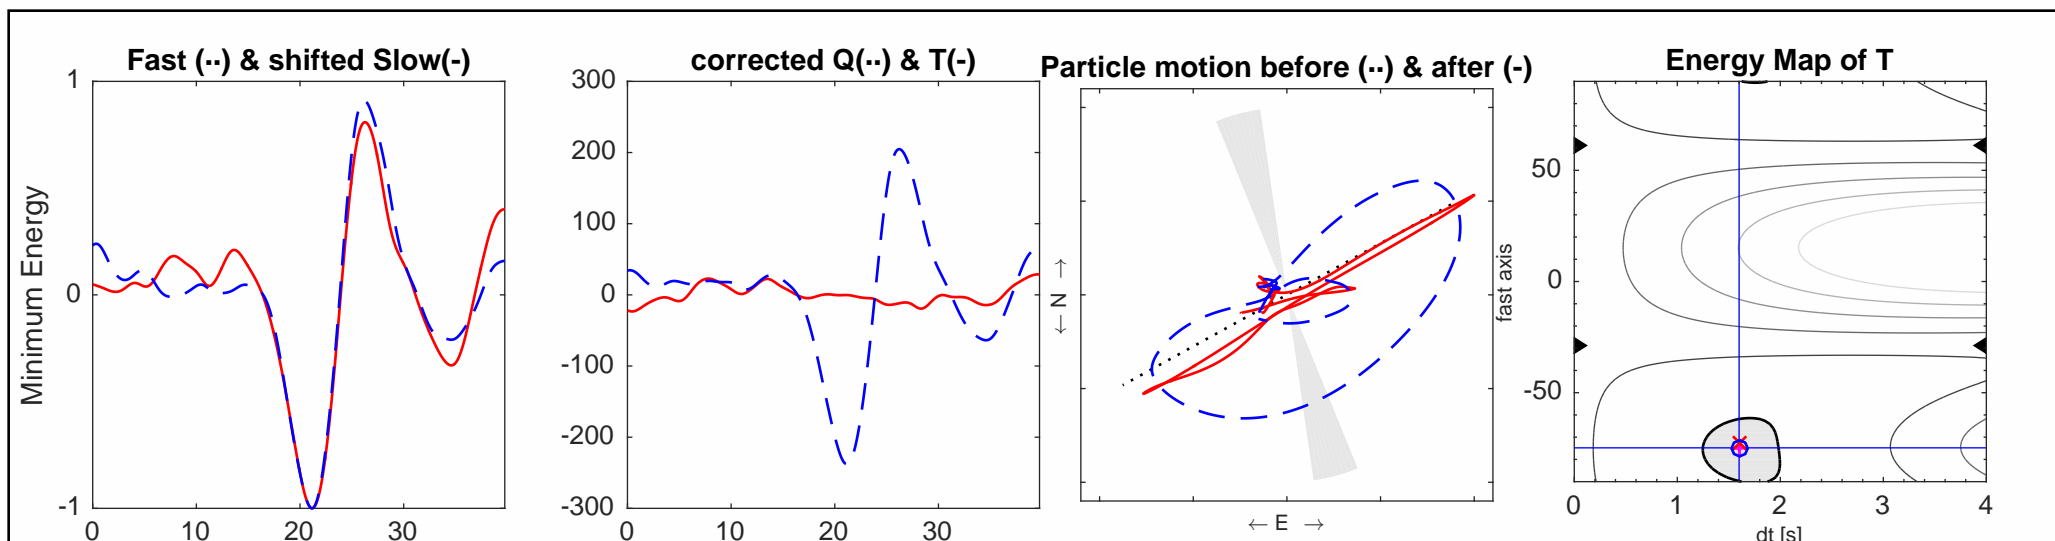 Fast (··) & shifted Slow(-)
Minimum Energy
1
0
-1
0
10
20
30
corrected Q(··) & T(-)
300
200
100
0
-100
-200
-300
0
10
20
30
Particle motion before (··) & after (-)
← N →
← E →
Energy Map of T
fast axis
50
0
-50
0
1
2
3
4
dt [s]